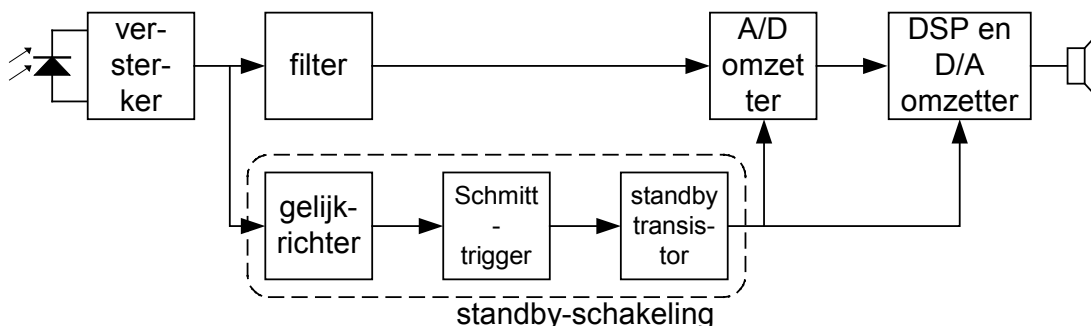 ver-
ster-
ker
filter
A/D
omzet
ter
DSP en
D/A
omzetter
gelijk-
richter
Schmitt
-
trigger
standby
transis-
tor
standby-schakeling